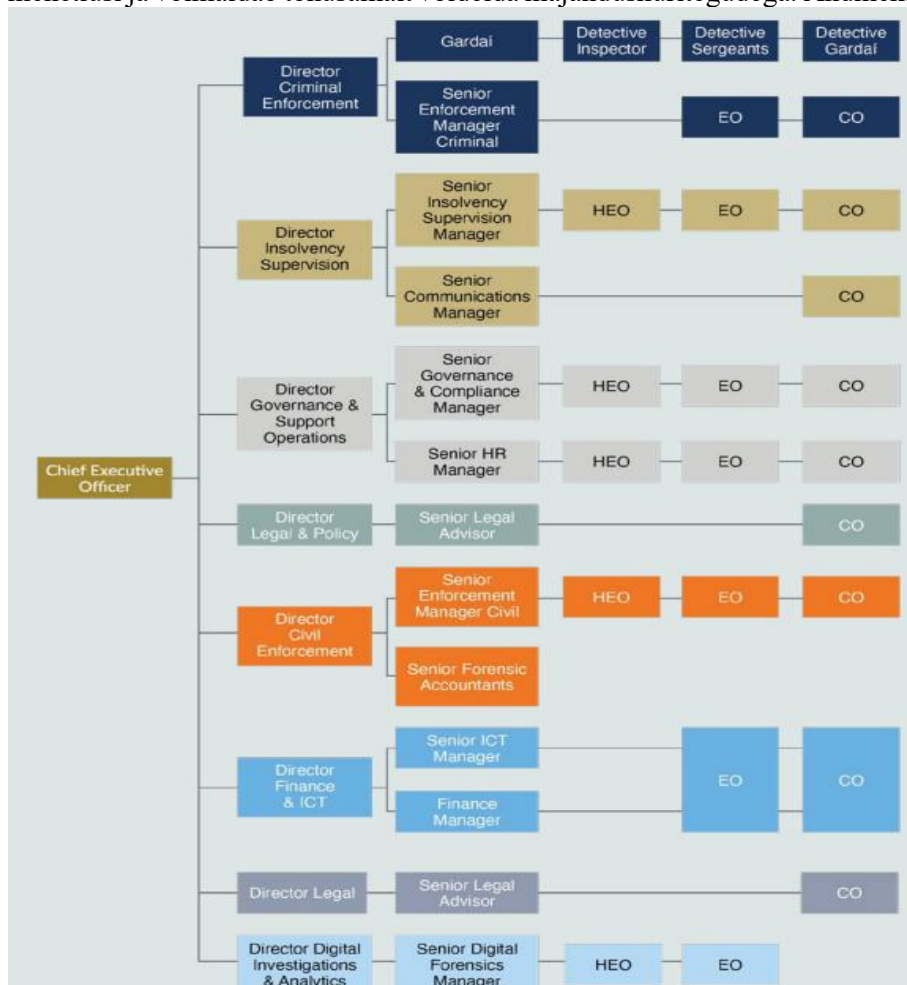 Gardaí
Detective
Inspector
Detective
Sergeants
Detective
Gardaí
Director
Criminal
Enforcement
Senior
Enforcement
Manager
Criminal
EO
CO
Senior
Insolvency
Supervision
Manager
HEO
EO
CO
Director
Insolvency
Supervision
Senior
Communications
Manager
CO
Senior
Governance
& Compliance
Manager
HEO
EO
CO
Director
Governance &
Support
Operations
Senior HR
Manager
HEO
EO
CO
Chief Executive
Officer
Director
Legal & Policy
Senior Legal
Advisor
CO
Senior
Enforcement
Manager Civil
HEO
EO
CO
Director
Civil
Enforcement
Senior Forensic
Accountants
Senior ICT
Manager
Director
Finance
& ICT
EO
CO
Finance
Manager
Director Legal
Senior Legal
Advisor
CO
Director Digital
Investigations
& Analytics
Senior Digital
Forensics
Manager
HEO
EO